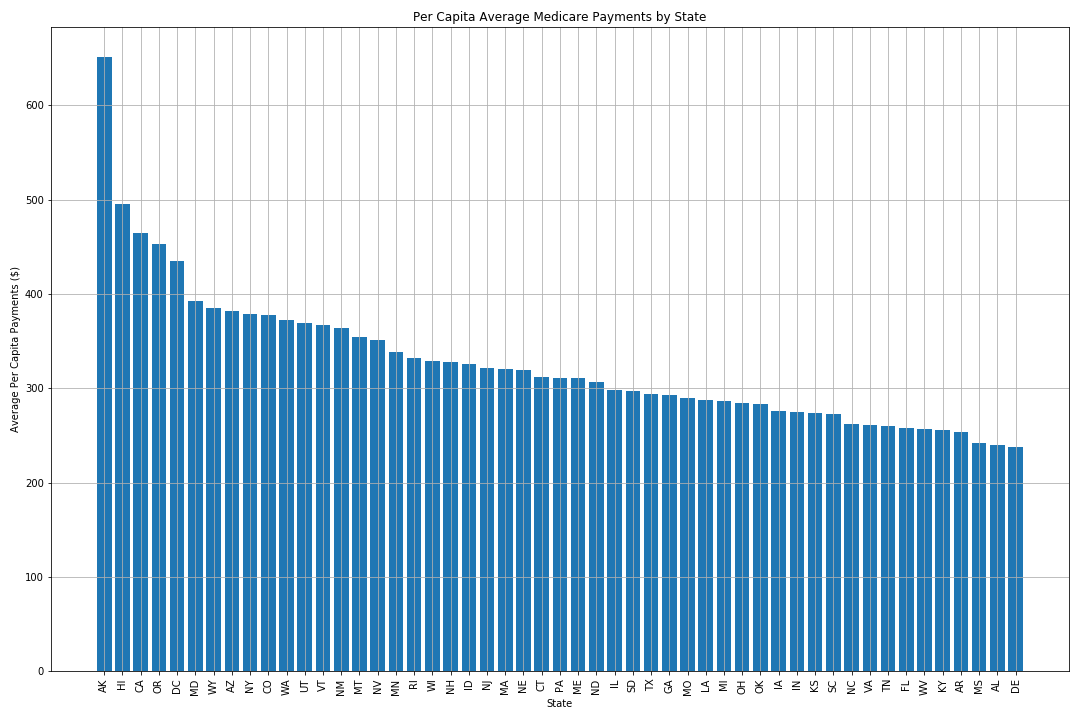 Per Capita Average Medicare Payments by State
Average Per Capita Payments ($)
600
500
400
300
200
100
0
AK HI CA OR DC MD WY AZ NY CO WA UT VT NM MT NV MN RI WI NH ID NJ MA NE CT PA ME ND IL SD TX GA MO LA MI OH OK IA IN KS SC NC VA TN FL WV KY AR MS AL DE
State